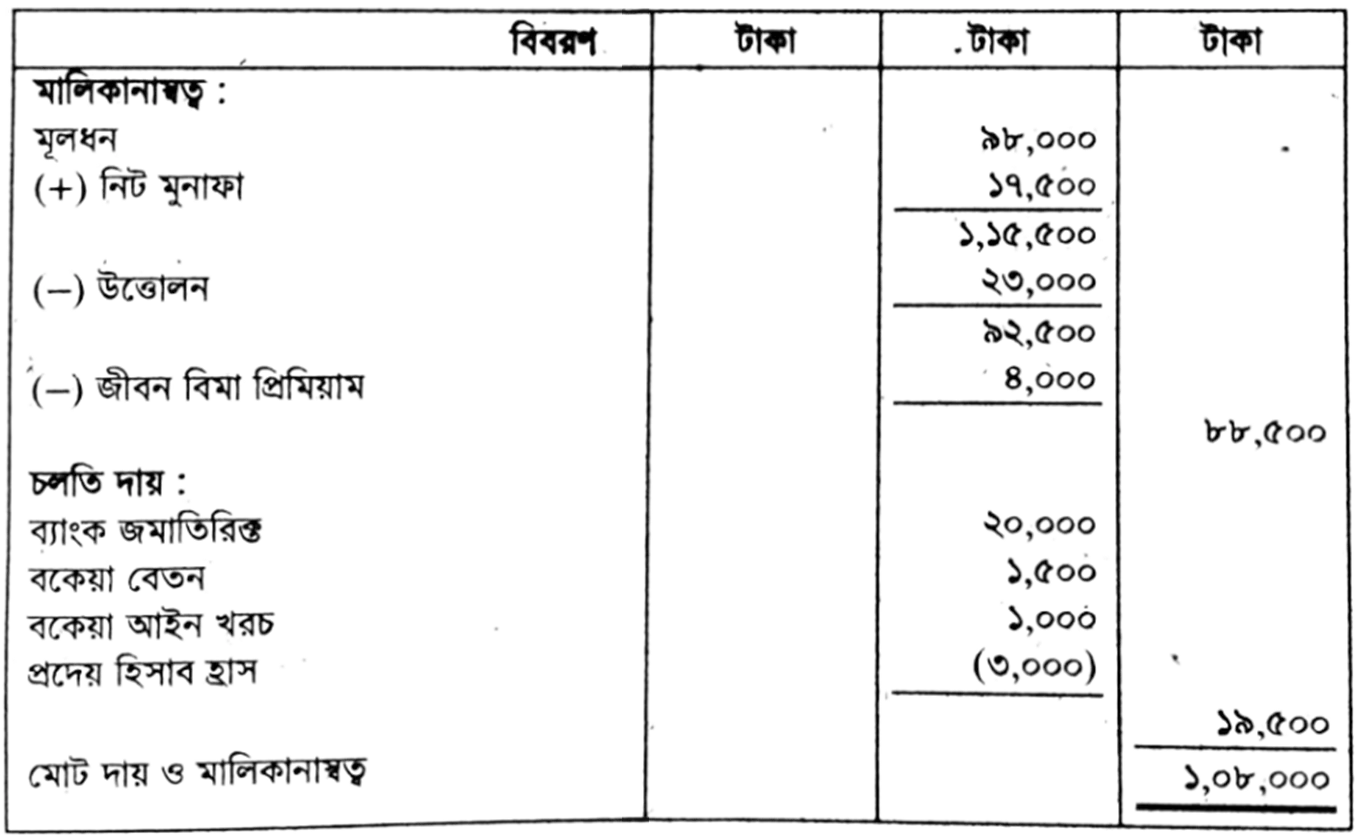 বিবরণ টাকা টাকা টাকা
মালিকানাস্বত্ব :
মূলধন ৯৮,০০০
(+) নিট মুনাফা ১৭,৫০০
১,১৫,৫০০
(–) উত্তোলন ২৩,০০০
৯২,৫০০
(–) জীবন বিমা প্রিমিয়াম ৪,০০০
৮৮,৫০০
চলতি দায় :
ব্যাংক জমাতিরিক্ত ২০,০০০
বকেয়া বেতন ১,৫০০
বকেয়া আইন খরচ ১,০০০
প্রদেয় হিসাব হ্রাস (৩,০০০)
১৯,৫০০
মোট দায় ও মালিকানাস্বত্ব ১,০৮,০০০